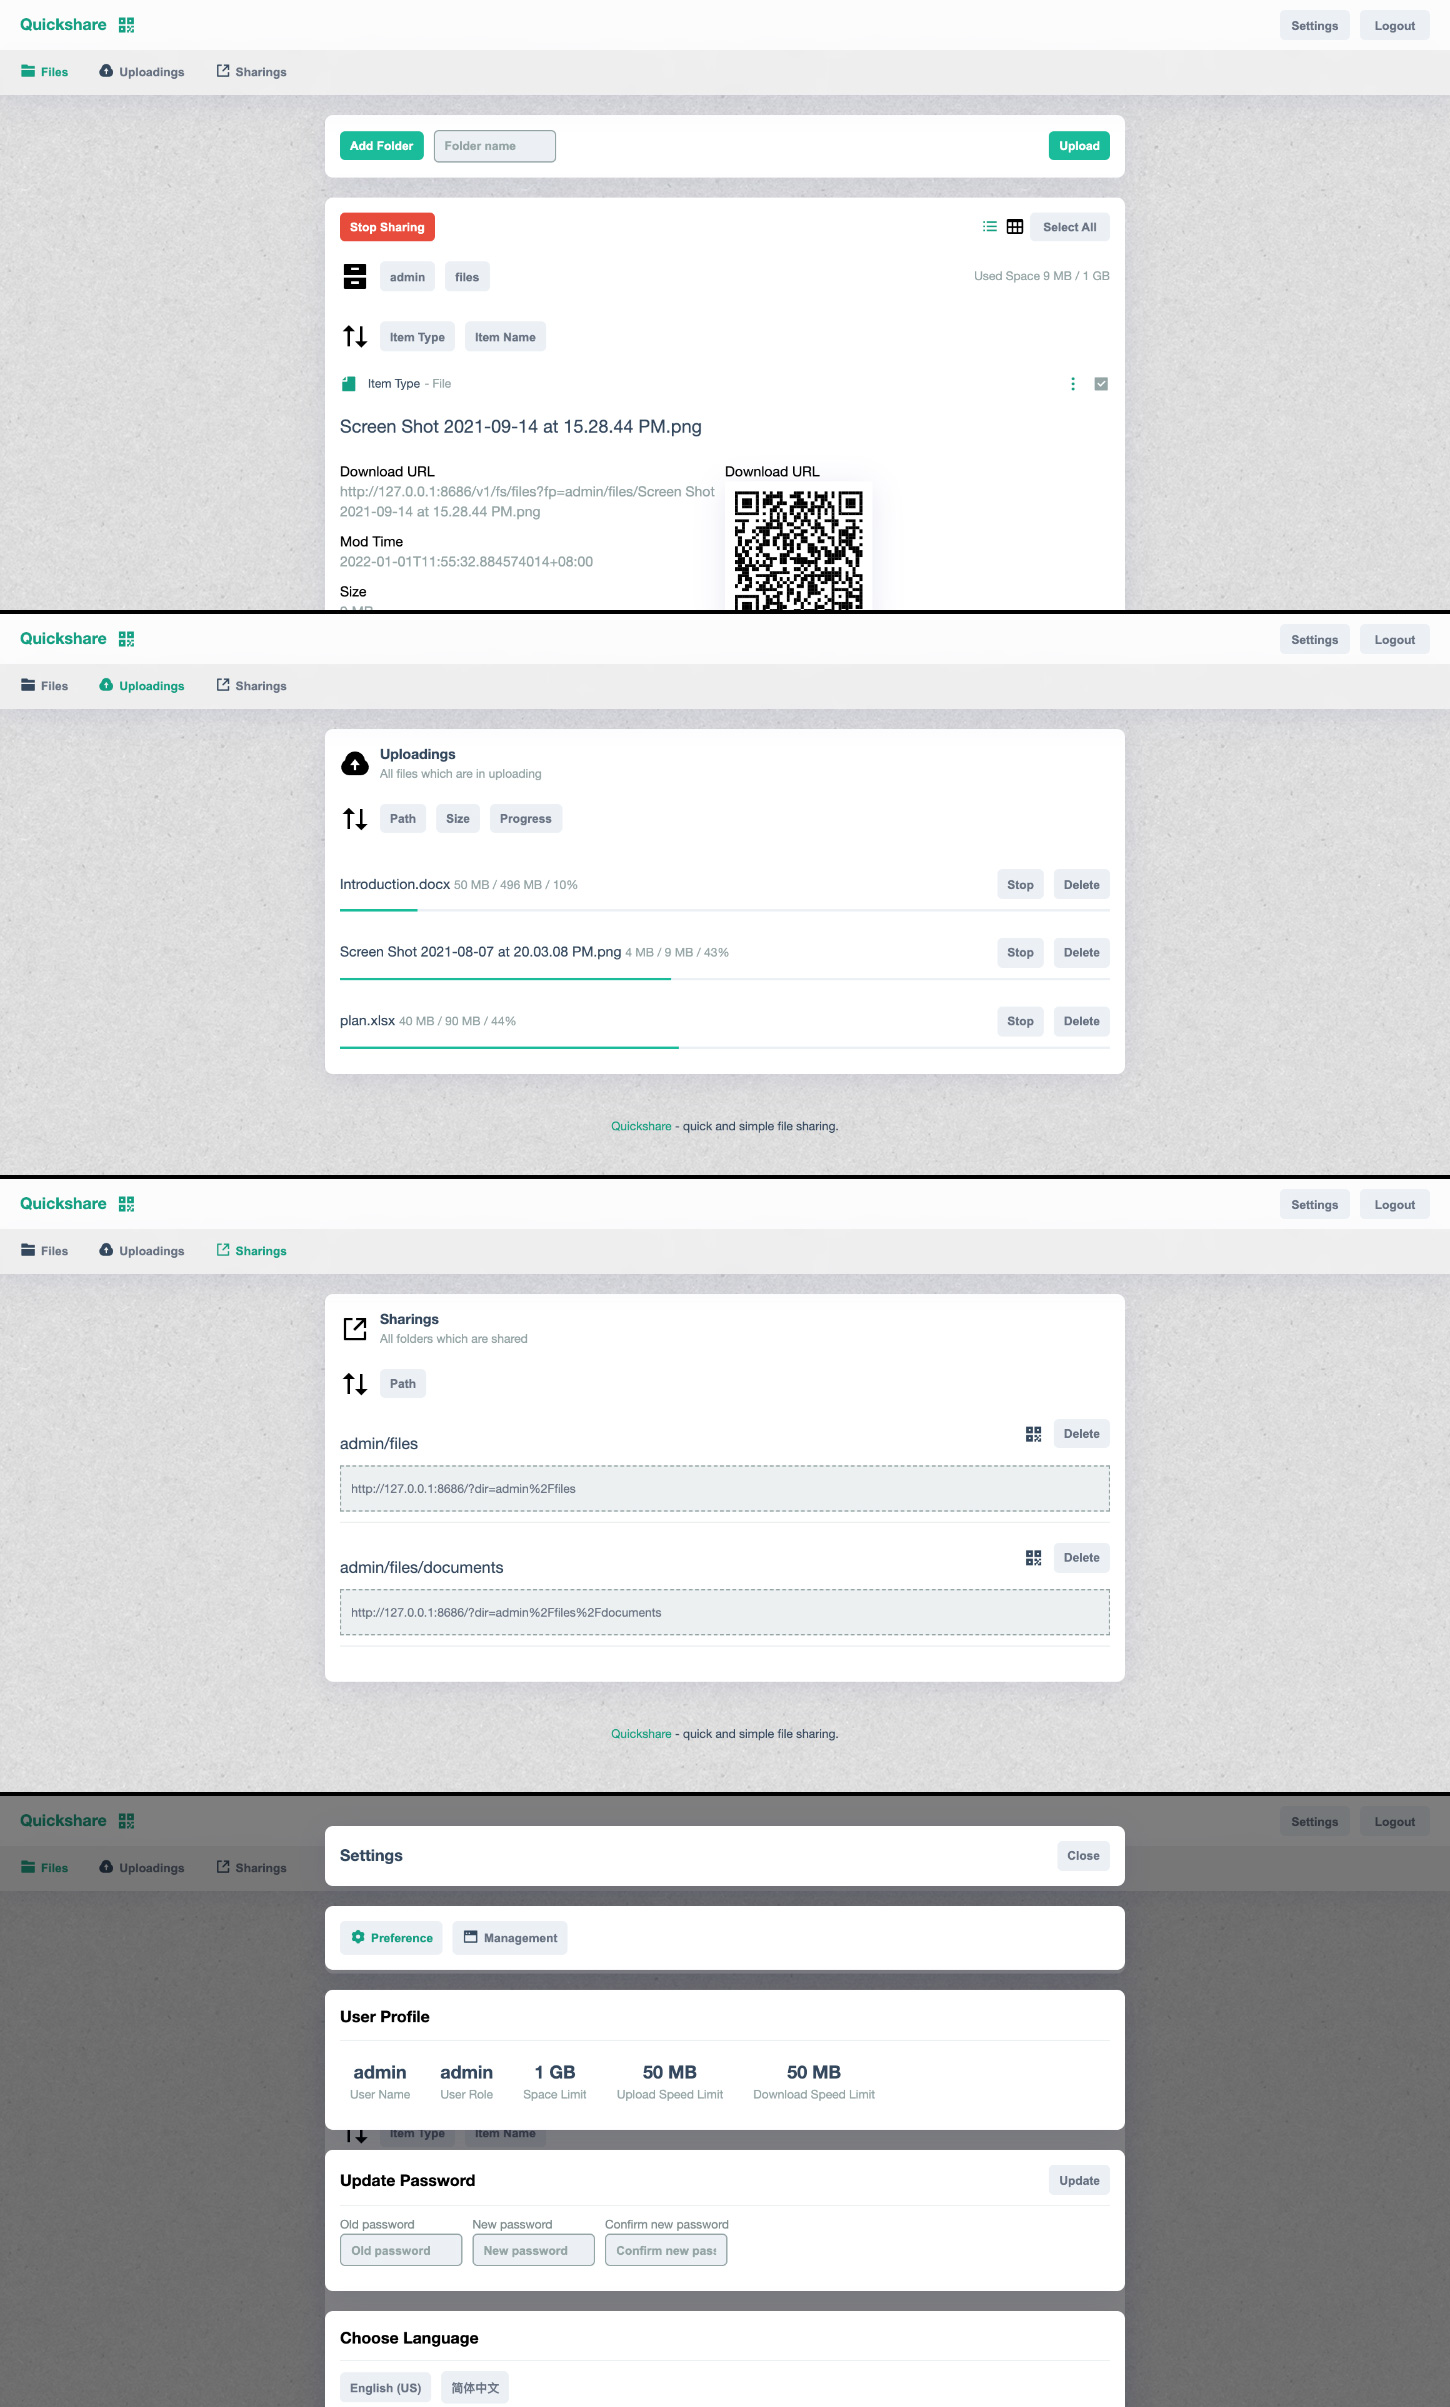 Quickshare
Settings
Logout
Files
Uploadings
Sharings
Add Folder
Folder name
Upload
Stop Sharing
Select All
admin
files
Used Space 9 MB / 1 GB
Item Type
Item Name
Item Type - File
Screen Shot 2021-09-14 at 15.28.44 PM.png
Download URL
http://127.0.0.1:8686/v1/fs/files?fp=admin/files/Screen Shot
2021-09-14 at 15.28.44 PM.png
Mod Time
2022-01-01T11:55:32.884574014+08:00
Size
Download URL
Quickshare
Settings
Logout
Files
Uploadings
Sharings
Uploadings
All files which are in uploading
Path
Size
Progress
Introduction.docx 50 MB / 496 MB / 10%
Stop
Delete
Screen Shot 2021-08-07 at 20.03.08 PM.png 4 MB / 9 MB / 43%
Stop
Delete
plan.xlsx 40 MB / 90 MB / 44%
Stop
Delete
Quickshare - quick and simple file sharing.
Quickshare
Settings
Logout
Files
Uploadings
Sharings
Sharings
All folders which are shared
Path
admin/files
Delete
http://127.0.0.1:8686/?dir=admin%2Ffiles
admin/files/documents
Delete
http://127.0.0.1:8686/?dir=admin%2Ffiles%2Fdocuments
Quickshare - quick and simple file sharing.
Quickshare
Settings
Logout
Files
Uploadings
Sharings
Settings
Close
Preference
Management
User Profile
admin
User Name
admin
User Role
1 GB
Space Limit
50 MB
Upload Speed Limit
50 MB
Download Speed Limit
Item Type
Item Name
Update Password
Update
Old password
New password
Confirm new password
Old password
New password
Confirm new pass
Choose Language
English (US)
简体中文